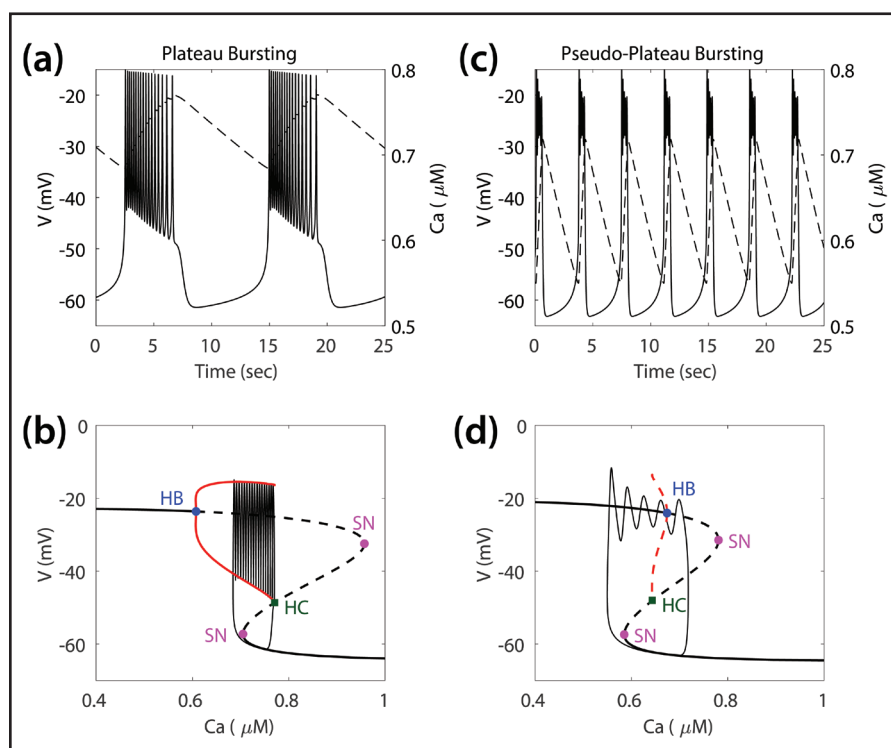 (a)
Plateau Bursting
-20
-30
-40
-50
-60
V (mV)
0.8
0.7
0.6
0.5
Ca ( μM)
0 5 10 15 20 25
Time (sec)
(c)
Pseudo-Plateau Bursting
-20
-30
-40
-50
-60
V (mV)
0.8
0.7
0.6
0.5
Ca ( μM)
0 5 10 15 20 25
Time (sec)
(b)
0
-20
-40
-60
V (mV)
HB
SN
HC
SN
0.4 0.6 0.8 1
Ca ( μM)
(d)
0
-20
-40
-60
V (mV)
HB
SN
HC
SN
0.4 0.6 0.8 1
Ca ( μM)